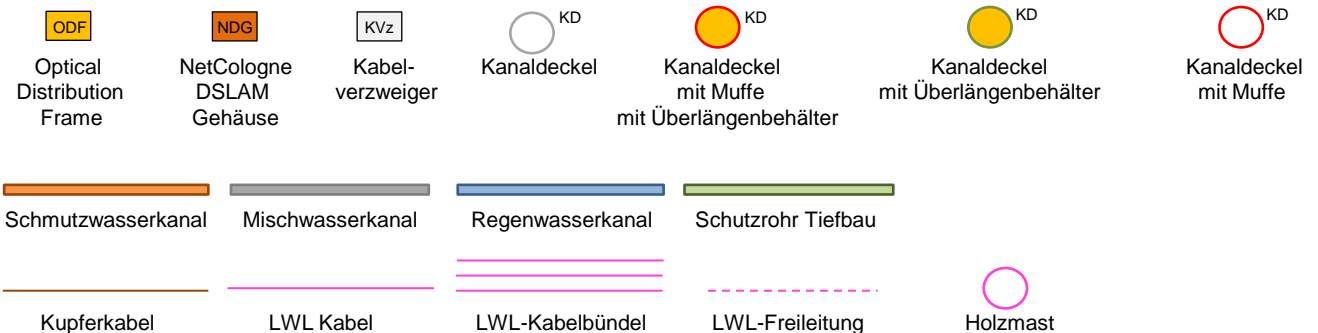 ODF
NDG
KVz
KD
KD
KD
KD
Optical
Distribution
Frame
NetCologne
DSLAM
Gehäuse
Kabel-
verzweiger
Kanaldeckel
Kanaldeckel
mit Muffe
mit Überlängenbehälter
Kanaldeckel
mit Überlängenbehälter
Kanaldeckel
mit Muffe
Schmutzwasserkanal
Mischwasserkanal
Regenwasserkanal
Schutzrohr Tiefbau
Kupferkabel
LWL Kabel
LWL-Kabelbündel
LWL-Freileitung
Holzmast